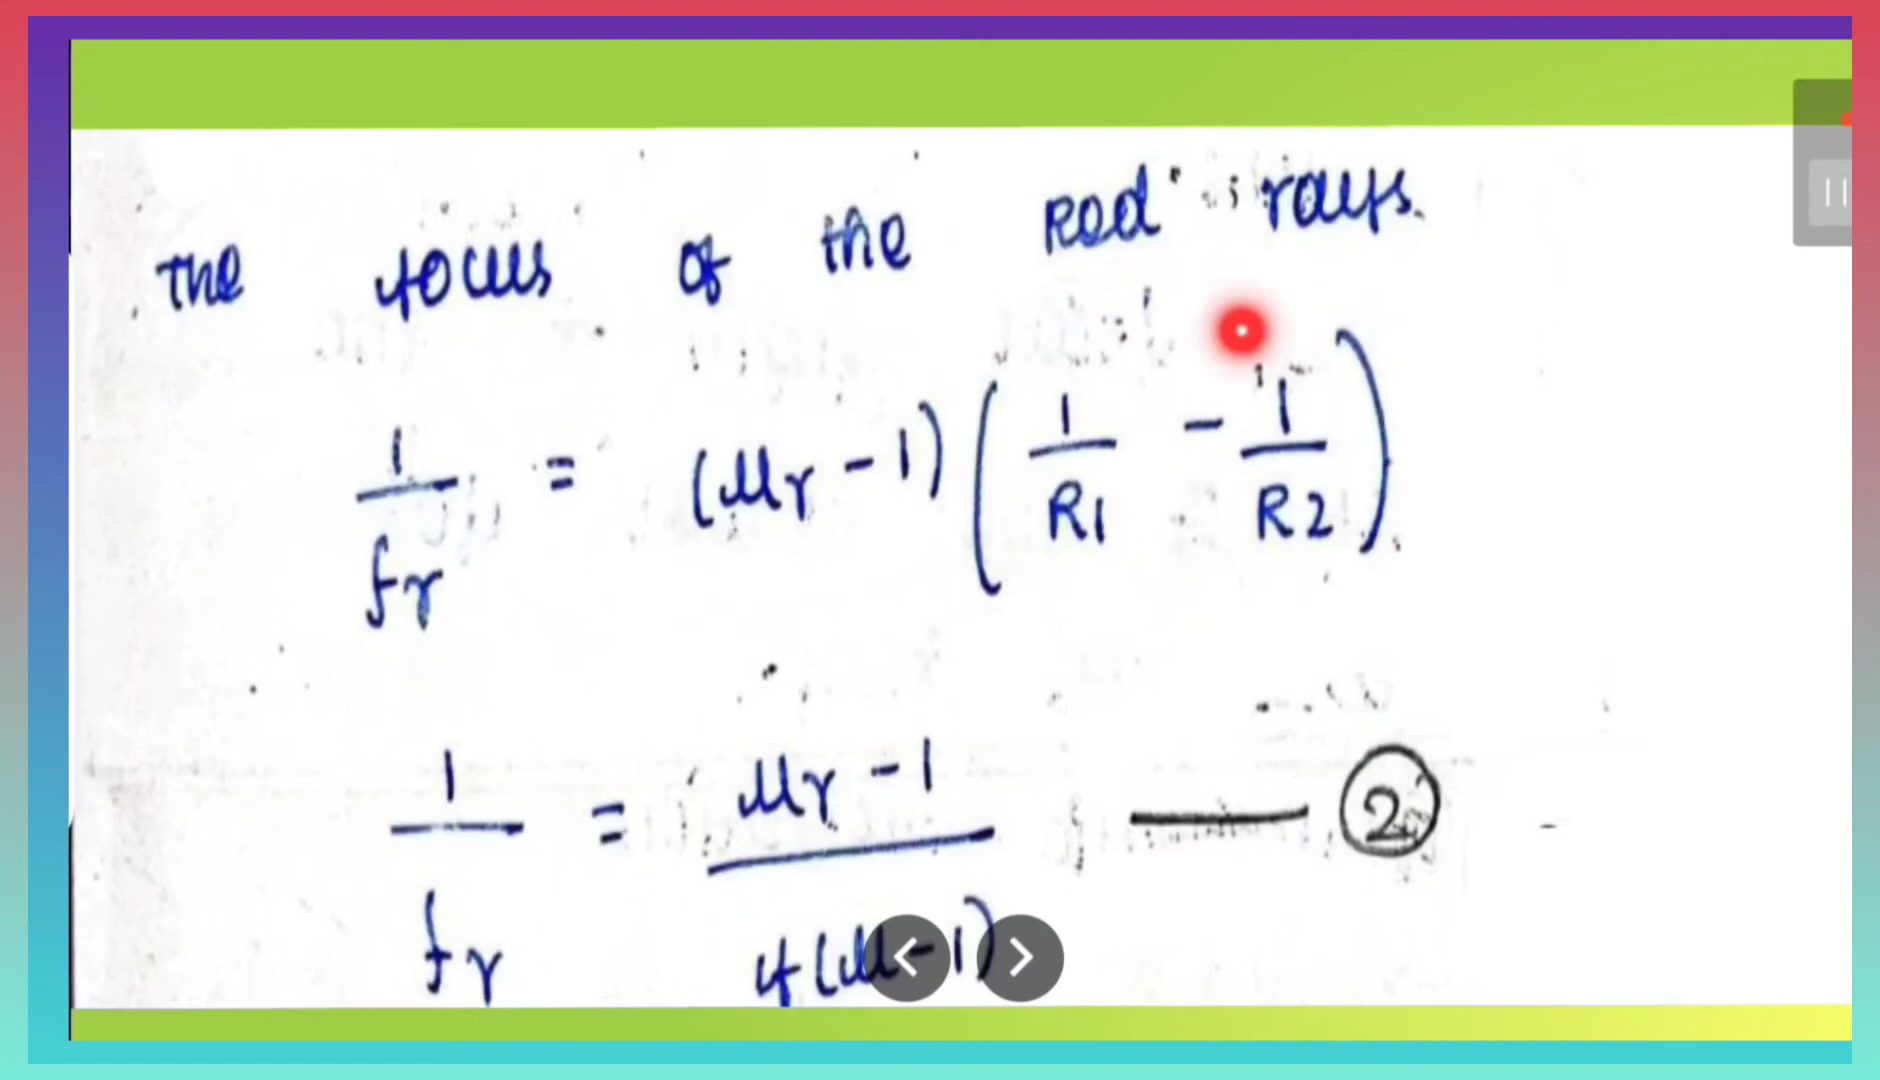 The focus of the Red rays.
1/fr = (μr - 1) (1/R1 - 1/R2)
1/fr = μr - 1/f(μ - 1) —— 2